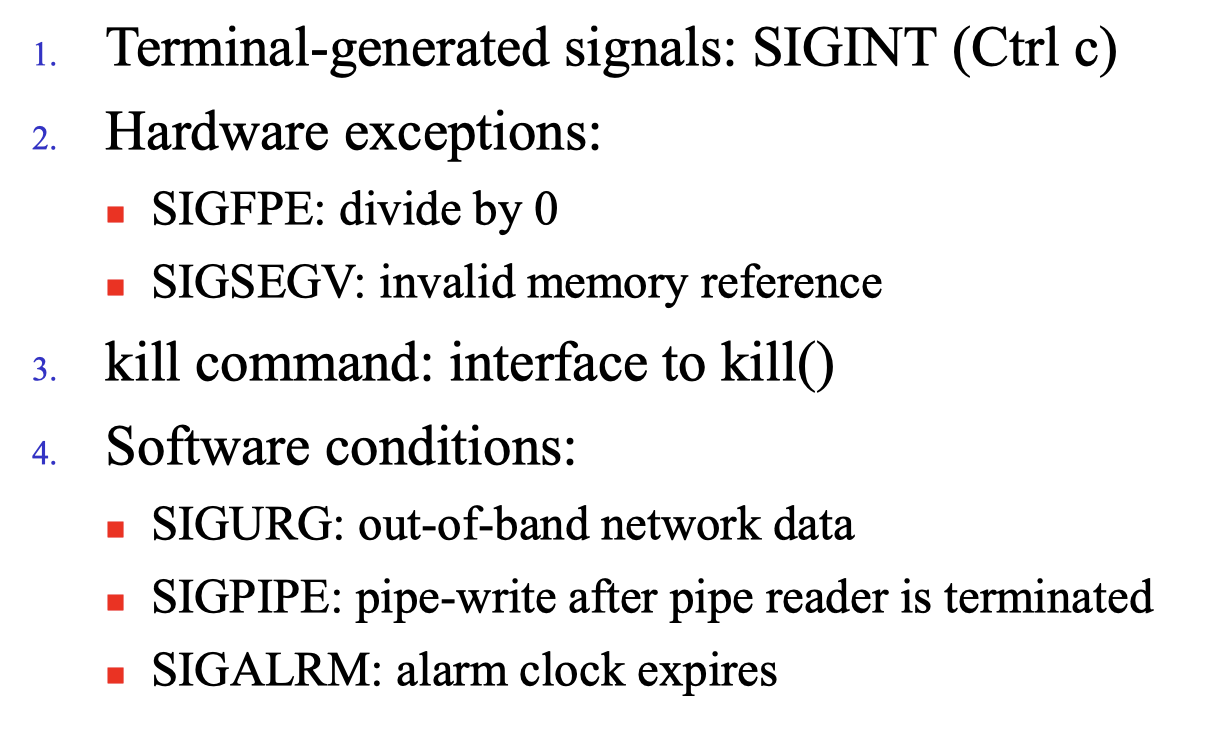 1. Terminal-generated signals: SIGINT (Ctrl c)
2. Hardware exceptions:
■ SIGFPE: divide by 0
■ SIGSEGV: invalid memory reference
3. kill command: interface to kill()
4. Software conditions:
■ SIGURG: out-of-band network data
■ SIGPIPE: pipe-write after pipe reader is terminated
■ SIGALRM: alarm clock expires